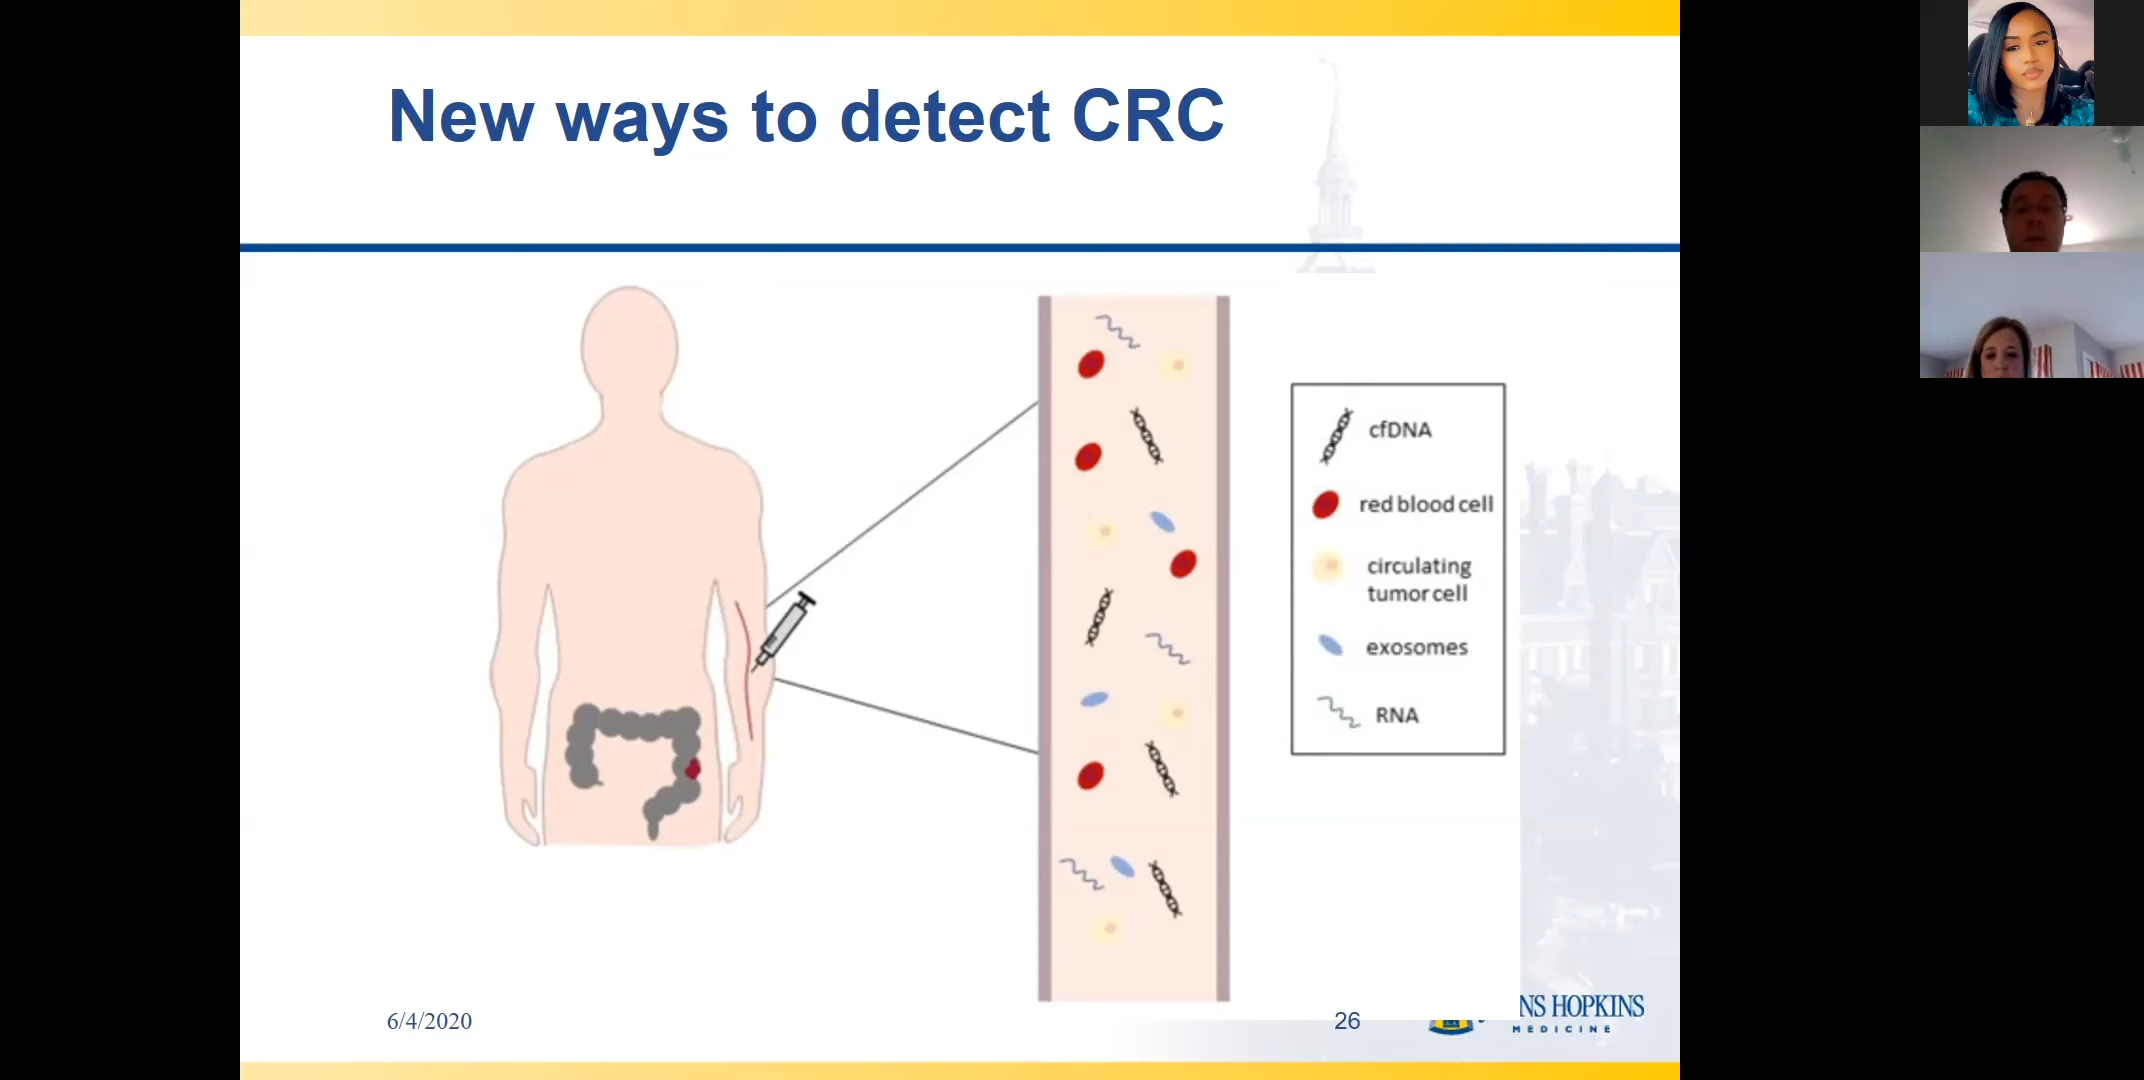 New ways to detect CRC
cfDNA
red blood cell
circulating
tumor cell
exosomes
RNA
6/4/2020
26
NS HOPKINS
MEDICINE